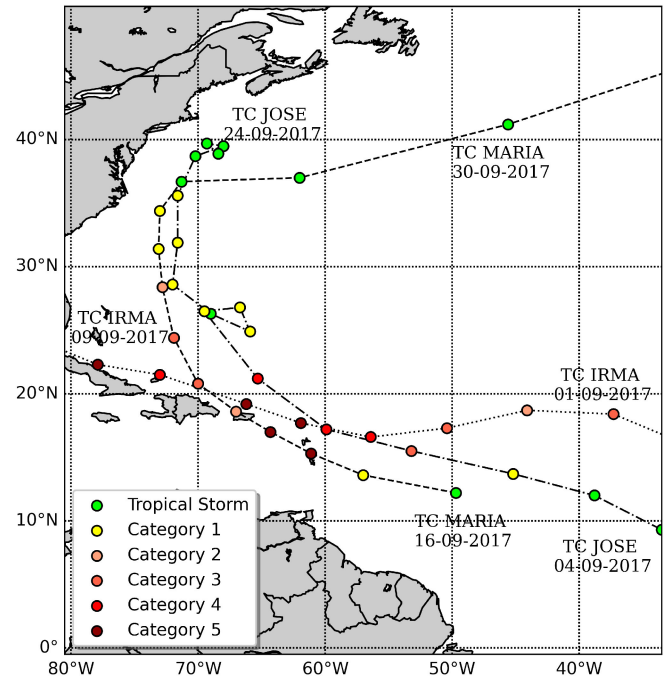 TC JOSE
24-09-2017
40°N
TC MARIA
30-09-2017
30°N
TC IRMA
09-09-2017
TC IRMA
01-09-2017
20°N
Tropical Storm
Category 1
Category 2
Category 3
Category 4
Category 5
TC MARIA
16-09-2017
10°N
TC JOSE
04-09-2017
0°
80°W
70°W
60°W
50°W
40°W